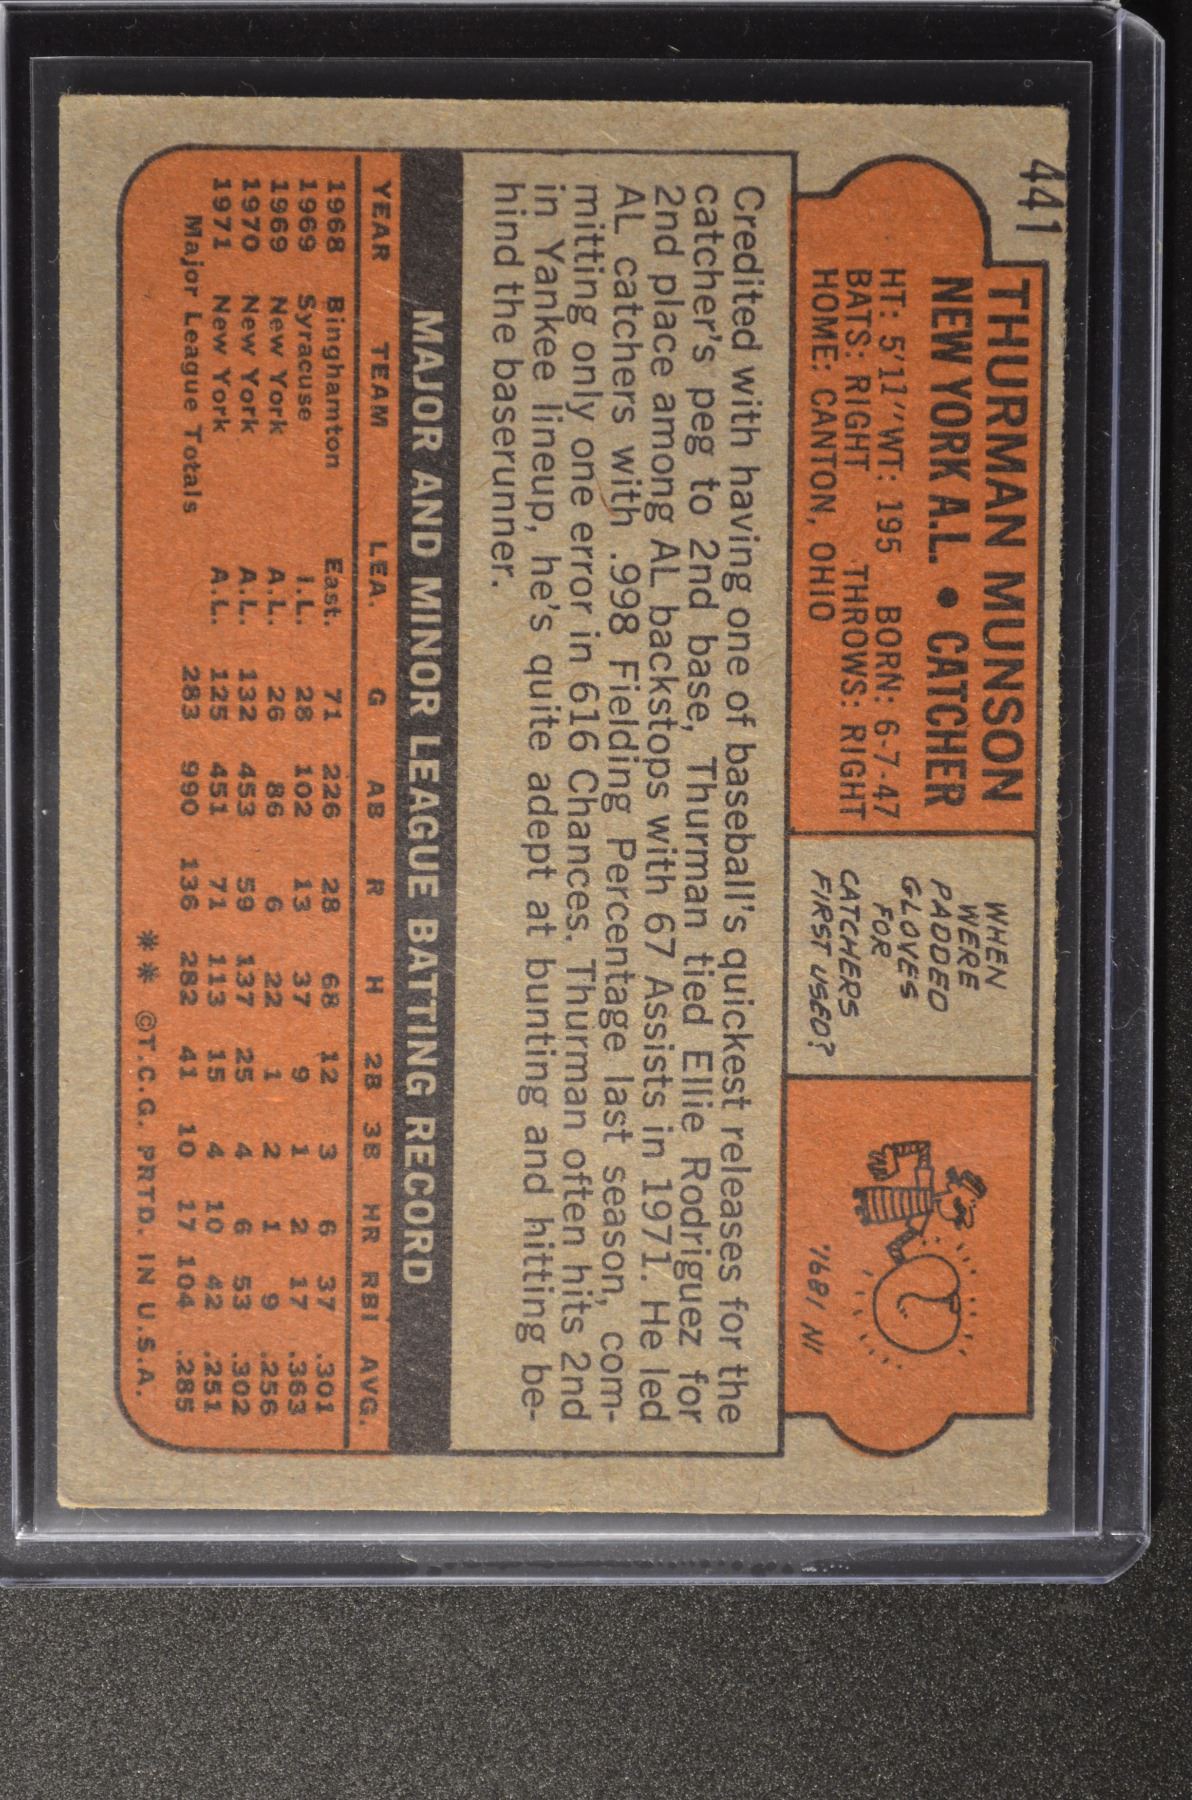 441
THURMAN MUNSON
NEW YORK A.L. • CATCHER
HT: 5'11" WT: 195 BORN: 6-7-47
BATS: RIGHT THROWS: RIGHT
HOME: CANTON, OHIO
WHEN
WERE
PADDED
GLOVES
FOR
CATCHERS
FIRST USED?
IN 1891.
Credited with having one of baseball's quickest releases for the
catcher's peg to 2nd base, Thurman tied Ellie Rodriguez for
2nd place among AL backstops with 67 Assists in 1971. He led
AL catchers with .998 Fielding Percentage last season, com-
mitting only one error in 616 Chances. Thurman often hits 2nd
in Yankee lineup, he's quite adept at bunting and hitting be-
hind the baserunner.
MAJOR AND MINOR LEAGUE BATTING RECORD
YEAR TEAM LEA. G AB R H 2B 3B HR RBI AVG.
1968 Binghamton East. 71 226 28 68 12 3 6 37 .301
1969 Syracuse I.L. 28 102 13 37 9 1 2 17 .363
1969 New York A.L. 26 86 6 22 1 2 1 9 .256
1970 New York A.L. 132 453 59 137 25 4 6 53 .302
1971 New York A.L. 125 451 71 113 15 4 10 42 .251
Major League Totals 283 990 136 282 41 10 17 104 .285
** ©T.C.G. PRTD. IN U.S.A.